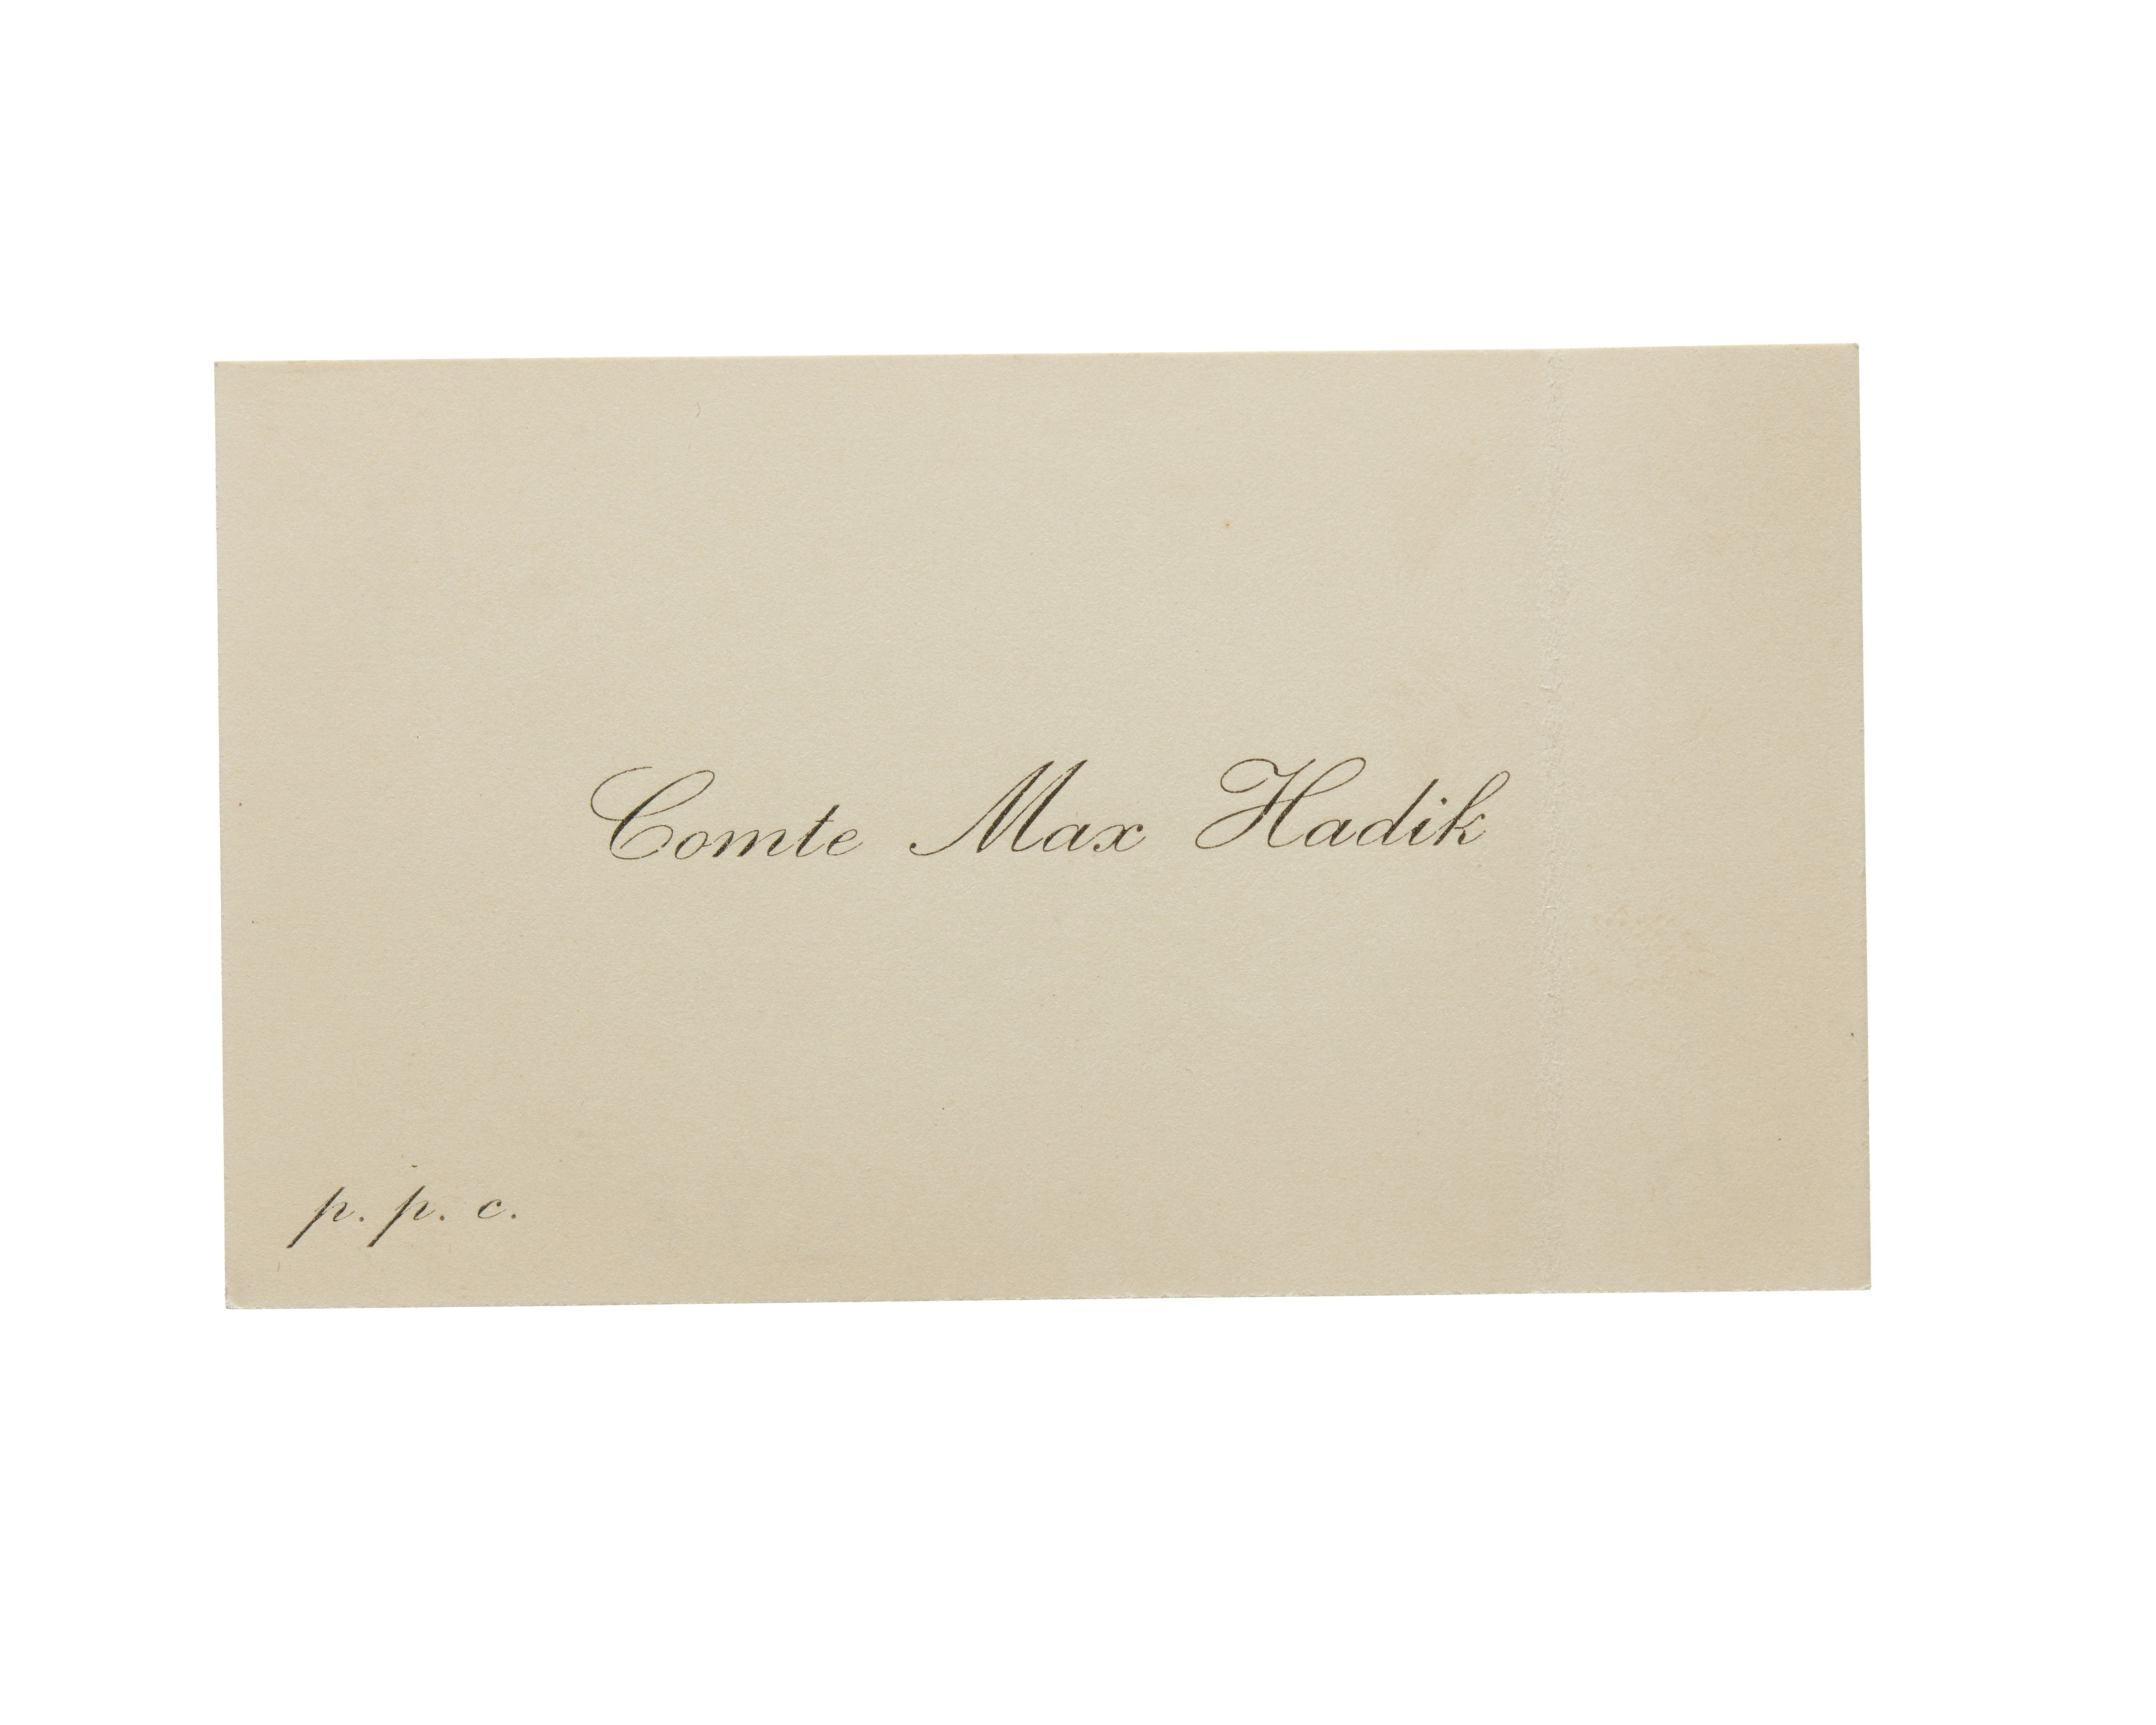 Comte Max Hadik
p. p. c.